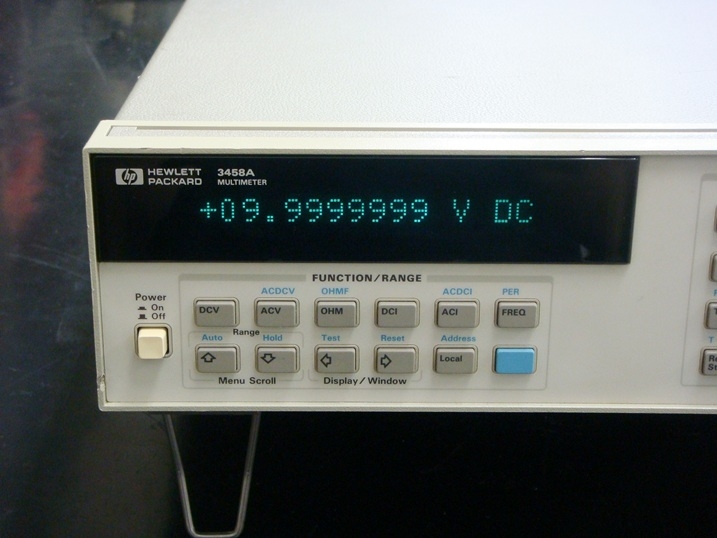 hp HEWLETT PACKARD 3458A MULTIMETER
+09.9999999 V DC
FUNCTION/RANGE
Power
On
Off
ACDCV OHMF ACDCI PER
DCV ACV OHM DCI ACI FREQ
Range
Auto Hold Test Reset Address
Local
Menu Scroll Display/Window